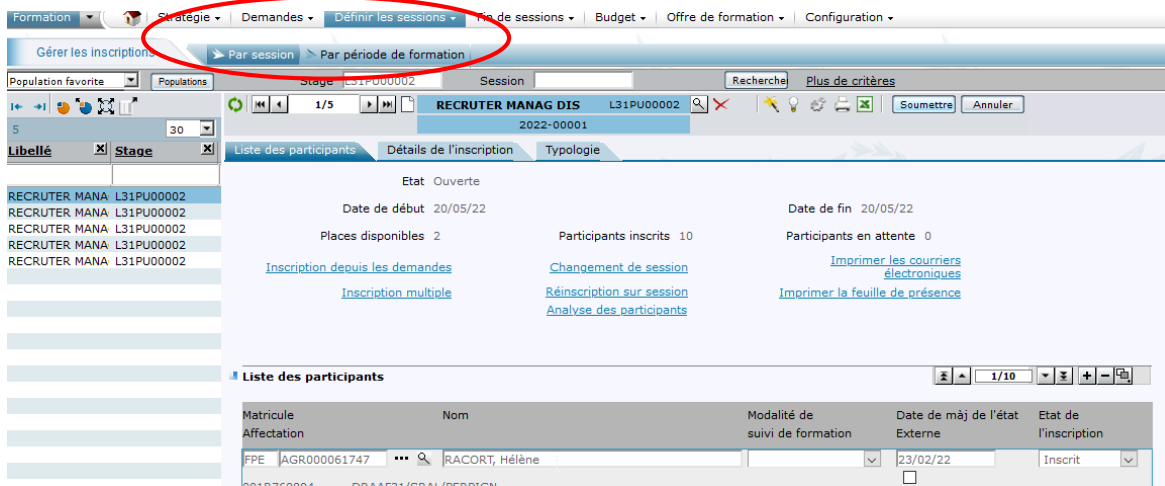 Formation Stratégie Demandes Définir les sessions Fin de sessions Budget Offre de formation Configuration
Gérer les inscriptions Par session Par période de formation
Population favorite Populations Stage L31PU00002 Session Recherche Plus de critères
1/5 RECRUTER MANAG DIS L31PU00002 Soumettre Annuler
2022-00001
5 30
Libellé Stage Liste des participants Détails de l'inscription Typologie
Etat Ouverte
RECRUTER MANA L31PU00002
RECRUTER MANA L31PU00002
RECRUTER MANA L31PU00002
RECRUTER MANA L31PU00002
RECRUTER MANA L31PU00002
Date de début 20/05/22 Date de fin 20/05/22
Places disponibles 2 Participants inscrits 10 Participants en attente 0
Inscription depuis les demandes Changement de session Imprimer les courriers
électroniques
Inscription multiple Réinscription sur session Imprimer la feuille de présence
Analyse des participants
Liste des participants 1/10
Matricule Nom Modalité de Date de màj de l'état Etat de
Affectation suivi de formation Externe l'inscription
FPE AGR000061747 RACORT, Hélène 23/02/22 Inscrit